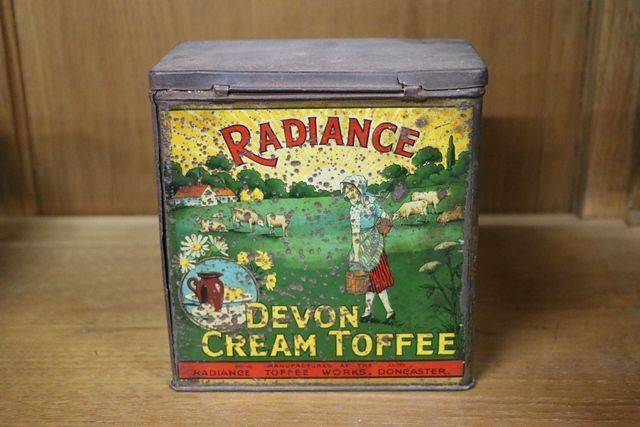 RADIANCE
DEVON
CREAM TOFFEE
MANUFACTURED AT THE
RADIANCE TOFFEE WORKS, DONCASTER.